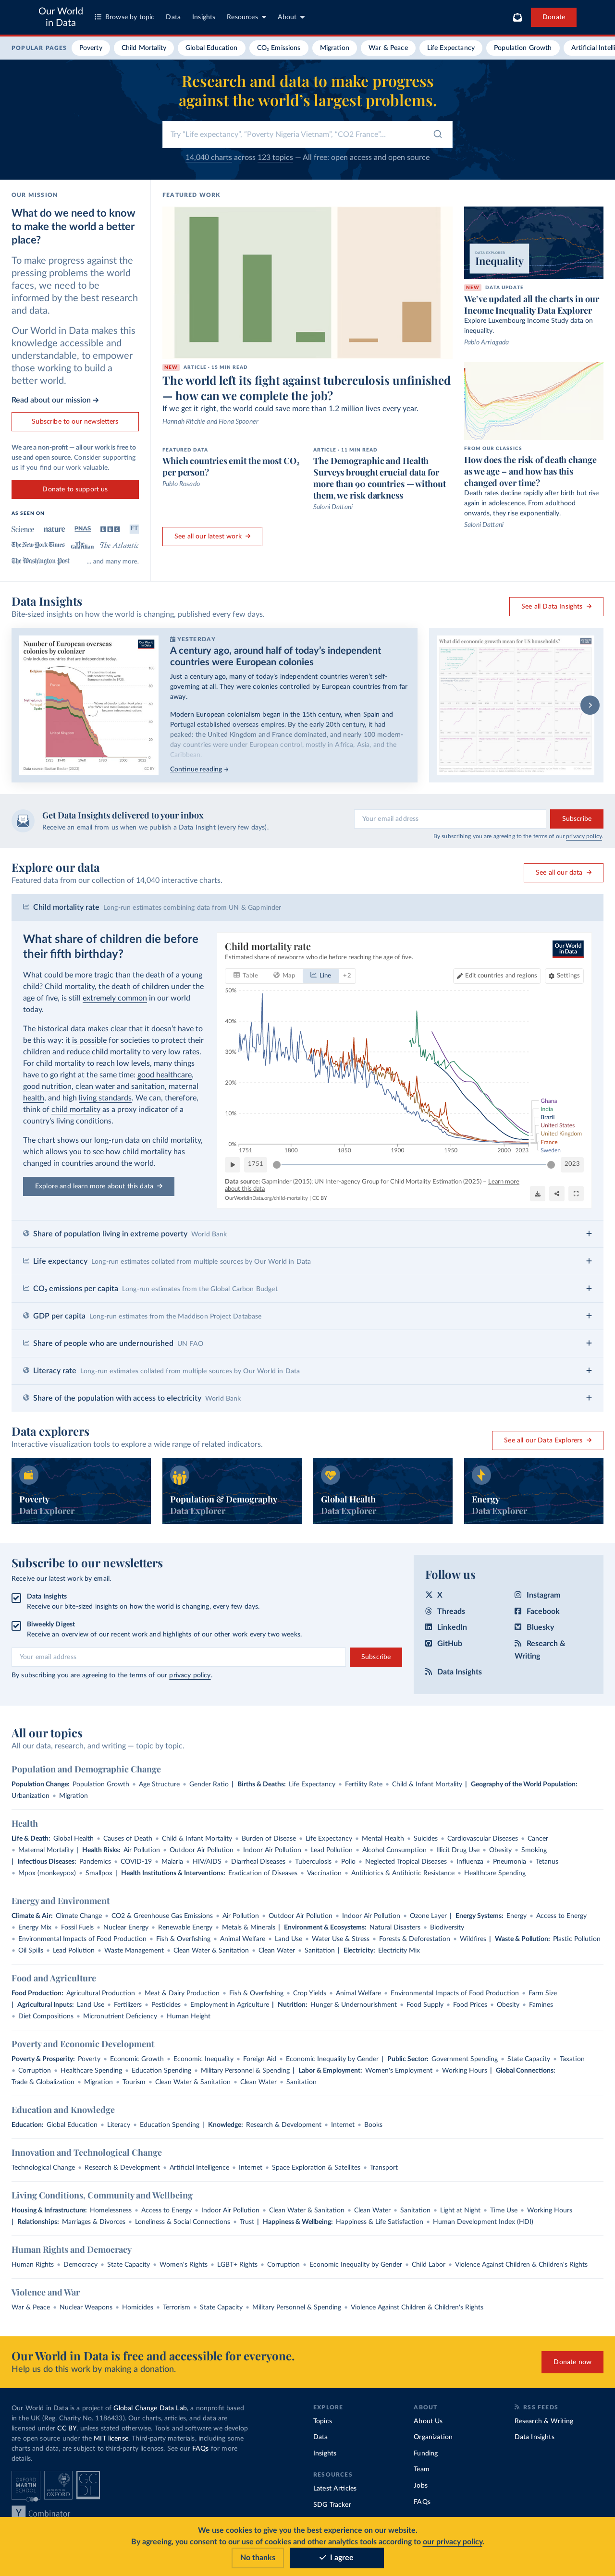 Our World
in Data
Browse by topic
Data
Insights
Resources
About
Donate
POPULAR PAGES
Poverty
Child Mortality
Global Education
CO₂ Emissions
Migration
War & Peace
Life Expectancy
Population Growth
Artificial Intelli
Research and data to make progress
against the world's largest problems.
Try "Life expectancy", "Poverty Nigeria Vietnam", "CO2 France"...
14,040 charts across 123 topics — All free: open access and open source
OUR MISSION
What do we need to know
to make the world a better
place?
To make progress against the
pressing problems the world
faces, we need to be
informed by the best research
and data.
Our World in Data makes this
knowledge accessible and
understandable, to empower
those working to build a
better world.
Read about our mission →
Subscribe to our newsletters
We are a non-profit — all our work is free to
use and open source. Consider supporting
us if you find our work valuable.
Donate to support us
AS SEEN ON
Science
nature
PNAS
BBC
FT
The New York Times
The Guardian
The Atlantic
The Washington Post
... and many more.
FEATURED WORK
NEW ARTICLE · 15 MIN READ
The world left its fight against tuberculosis unfinished
— how can we complete the job?
If we get it right, the world could save more than 1.2 million lives every year.
Hannah Ritchie and Fiona Spooner
FEATURED DATA
Which countries emit the most CO₂
per person?
Pablo Rosado
ARTICLE · 15 MIN READ
The Demographic and Health
Surveys brought crucial data for
more than 90 countries — without
them, we risk darkness
Saloni Dattani
See all our latest work →
DATA EXPLORER
Inequality
NEW DATA UPDATE
We've updated all the charts in our
Income Inequality Data Explorer
Explore Luxembourg Income Study data on
inequality.
Pablo Arriagada
FROM OUR CLASSICS
How does the risk of death change
as we age – and how has this
changed over time?
Death rates decline rapidly after birth but rise
again in adolescence. From adulthood
onwards, they rise exponentially.
Saloni Dattani
Data Insights
Bite-sized insights on how the world is changing, published every few days.
See all Data Insights →
Number of European overseas
colonies by colonizer
YESTERDAY
A century ago, around half of today's independent
countries were European colonies
Just a century ago, many of today's independent countries weren't self-
governing at all. They were colonies controlled by European countries from far
away.
Modern European colonialism began in the 15th century, when Spain and
Portugal established overseas empires. By the early 20th century, it had
peaked: the United Kingdom and France dominated, and nearly 100 modern-
day countries were under European control, mostly in Africa, Asia, and the
Caribbean.
Continue reading →
What did economic growth mean for US households?
Get Data Insights delivered to your inbox
Receive an email from us when we publish a Data Insight (every few days).
Your email address
Subscribe
By subscribing you are agreeing to the terms of our privacy policy.
Explore our data
Featured data from our collection of 14,040 interactive charts.
See all our data →
Child mortality rate Long-run estimates combining data from UN & Gapminder
What share of children die before
their fifth birthday?
What could be more tragic than the death of a young
child? Child mortality, the death of children under the
age of five, is still extremely common in our world
today.
The historical data makes clear that it doesn't have to
be this way: it is possible for societies to protect their
children and reduce child mortality to very low rates.
For child mortality to reach low levels, many things
have to go right at the same time: good healthcare,
good nutrition, clean water and sanitation, maternal
health, and high living standards. We can, therefore,
think of child mortality as a proxy indicator of a
country's living conditions.
The chart shows our long-run data on child mortality,
which allows you to see how child mortality has
changed in countries around the world.
Explore and learn more about this data →
Child mortality rate
Estimated share of newborns who die before reaching the age of five.
Our World
in Data
Table
Map
Line
+2
Edit countries and regions
Settings
50%
40%
30%
20%
10%
0%
1751
1800
1850
1900
1950
2000
2023
Ghana
India
Brazil
United States
United Kingdom
France
Sweden
1751
2023
Data source: Gapminder (2015); UN Inter-agency Group for Child Mortality Estimation (2025) – Learn more
about this data
OurWorldinData.org/child-mortality | CC BY
Share of population living in extreme poverty World Bank
Life expectancy Long-run estimates collated from multiple sources by Our World in Data
CO₂ emissions per capita Long-run estimates from the Global Carbon Budget
GDP per capita Long-run estimates from the Maddison Project Database
Share of people who are undernourished UN FAO
Literacy rate Long-run estimates collated from multiple sources by Our World in Data
Share of the population with access to electricity World Bank
Data explorers
Interactive visualization tools to explore a wide range of related indicators.
See all our Data Explorers →
Poverty
Data Explorer
Population & Demography
Data Explorer
Global Health
Data Explorer
Energy
Data Explorer
Subscribe to our newsletters
Receive our latest work by email.
Data Insights
Receive our bite-sized insights on how the world is changing, every few days.
Biweekly Digest
Receive an overview of our recent work and highlights of our other work every two weeks.
Your email address
Subscribe
By subscribing you are agreeing to the terms of our privacy policy.
Follow us
X
Instagram
Threads
Facebook
LinkedIn
Bluesky
GitHub
Research &
Writing
Data Insights
All our topics
All our data, research, and writing — topic by topic.
Population and Demographic Change
Population Change: Population Growth • Age Structure • Gender Ratio | Births & Deaths: Life Expectancy • Fertility Rate • Child & Infant Mortality | Geography of the World Population:
Urbanization • Migration
Health
Life & Death: Global Health • Causes of Death • Child & Infant Mortality • Burden of Disease • Life Expectancy • Mental Health • Suicides • Cardiovascular Diseases • Cancer
• Maternal Mortality | Health Risks: Air Pollution • Outdoor Air Pollution • Indoor Air Pollution • Lead Pollution • Alcohol Consumption • Illicit Drug Use • Obesity • Smoking
| Infectious Diseases: Pandemics • COVID-19 • Malaria • HIV/AIDS • Diarrheal Diseases • Tuberculosis • Polio • Neglected Tropical Diseases • Influenza • Pneumonia • Tetanus
• Mpox (monkeypox) • Smallpox | Health Institutions & Interventions: Eradication of Diseases • Vaccination • Antibiotics & Antibiotic Resistance • Healthcare Spending
Energy and Environment
Climate & Air: Climate Change • CO2 & Greenhouse Gas Emissions • Air Pollution • Outdoor Air Pollution • Indoor Air Pollution • Ozone Layer | Energy Systems: Energy • Access to Energy
• Energy Mix • Fossil Fuels • Nuclear Energy • Renewable Energy • Metals & Minerals | Environment & Ecosystems: Natural Disasters • Biodiversity
• Environmental Impacts of Food Production • Fish & Overfishing • Animal Welfare • Land Use • Water Use & Stress • Forests & Deforestation • Wildfires | Waste & Pollution: Plastic Pollution
• Oil Spills • Lead Pollution • Waste Management • Clean Water & Sanitation • Clean Water • Sanitation | Electricity: Electricity Mix
Food and Agriculture
Food Production: Agricultural Production • Meat & Dairy Production • Fish & Overfishing • Crop Yields • Animal Welfare • Environmental Impacts of Food Production • Farm Size
| Agricultural Inputs: Land Use • Fertilizers • Pesticides • Employment in Agriculture | Nutrition: Hunger & Undernourishment • Food Supply • Food Prices • Obesity • Famines
• Diet Compositions • Micronutrient Deficiency • Human Height
Poverty and Economic Development
Poverty & Prosperity: Poverty • Economic Growth • Economic Inequality • Foreign Aid • Economic Inequality by Gender | Public Sector: Government Spending • State Capacity • Taxation
• Corruption • Healthcare Spending • Education Spending • Military Personnel & Spending | Labor & Employment: Women's Employment • Working Hours | Global Connections:
Trade & Globalization • Migration • Tourism • Clean Water & Sanitation • Clean Water • Sanitation
Education and Knowledge
Education: Global Education • Literacy • Education Spending | Knowledge: Research & Development • Internet • Books
Innovation and Technological Change
Technological Change • Research & Development • Artificial Intelligence • Internet • Space Exploration & Satellites • Transport
Living Conditions, Community and Wellbeing
Housing & Infrastructure: Homelessness • Access to Energy • Indoor Air Pollution • Clean Water & Sanitation • Clean Water • Sanitation • Light at Night • Time Use • Working Hours
| Relationships: Marriages & Divorces • Loneliness & Social Connections • Trust | Happiness & Wellbeing: Happiness & Life Satisfaction • Human Development Index (HDI)
Human Rights and Democracy
Human Rights • Democracy • State Capacity • Women's Rights • LGBT+ Rights • Corruption • Economic Inequality by Gender • Child Labor • Violence Against Children & Children's Rights
Violence and War
War & Peace • Nuclear Weapons • Homicides • Terrorism • State Capacity • Military Personnel & Spending • Violence Against Children & Children's Rights
Our World in Data is free and accessible for everyone.
Help us do this work by making a donation.
Donate now
Our World in Data is a project of Global Change Data Lab, a nonprofit based
in the UK (Reg. Charity No. 1186433). Our charts, articles, and data are
licensed under CC BY, unless stated otherwise. Tools and software we develop
are open source under the MIT license. Third-party materials, including some
charts and data, are subject to third-party licenses. See our FAQs for more
details.
OXFORD
MARTIN
SCHOOL
UNIVERSITY OF
OXFORD
GC
DL
Y Combinator
EXPLORE
Topics
Data
Insights
RESOURCES
Latest Articles
SDG Tracker
ABOUT
About Us
Organization
Funding
Team
Jobs
FAQs
RSS FEEDS
Research & Writing
Data Insights
We use cookies to give you the best experience on our website.
By agreeing, you consent to our use of cookies and other analytics tools according to our privacy policy.
No thanks
I agree